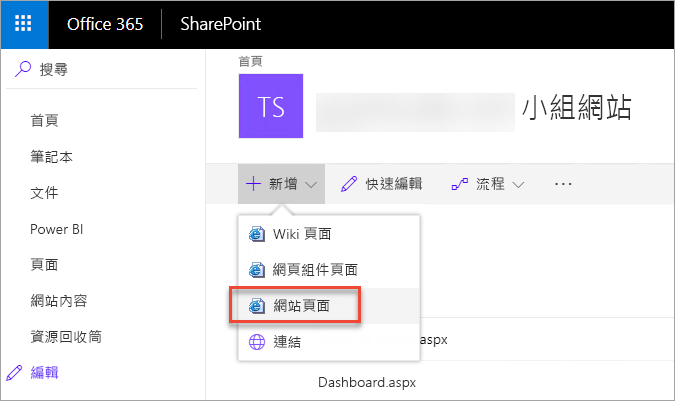 Office 365 SharePoint
搜尋
首頁
筆記本
文件
Power BI
頁面
網站內容
資源回收筒
編輯
首頁
TS 小組網站
新增 快速編輯 流程 ...
Wiki 頁面
網頁組件頁面
網站頁面
連結
.aspx
Dashboard.aspx